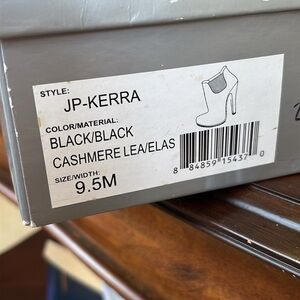 STYLE:
JP-KERRA
COLOR/MATERIAL:
BLACK/BLACK
CASHMERE LEA/ELAS
SIZE/WIDTH:
9.5M
8 84859 15437 0